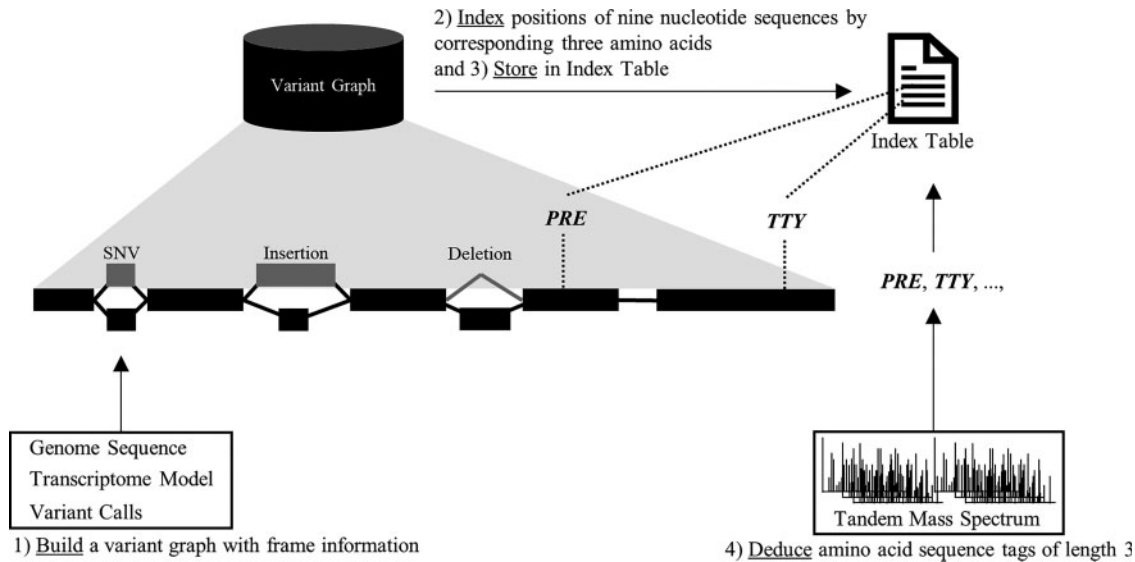 2) Index positions of nine nucleotide sequences by
corresponding three amino acids
and 3) Store in Index Table
Variant Graph
Index Table
PRE
TTY
SNV
Insertion
Deletion
PRE, TTY, ...,
Genome Sequence
Transcriptome Model
Variant Calls
Tandem Mass Spectrum
1) Build a variant graph with frame information
4) Deduce amino acid sequence tags of length 3